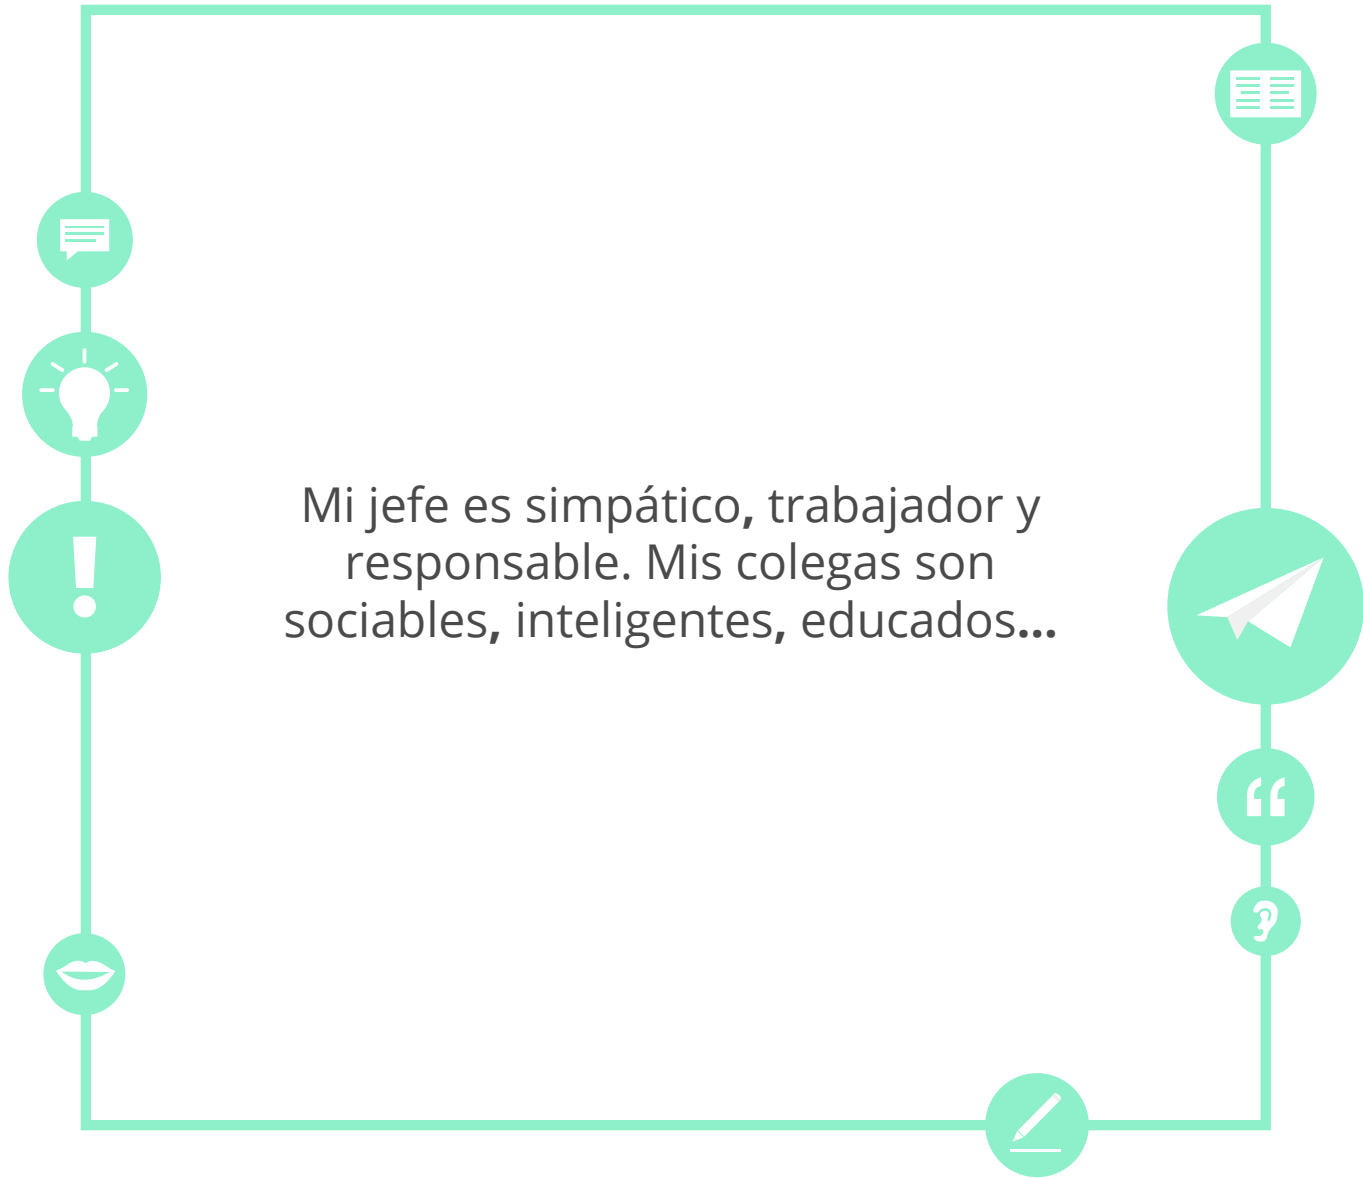 Mi jefe es simpático, trabajador y
responsable. Mis colegas son
sociables, inteligentes, educados...